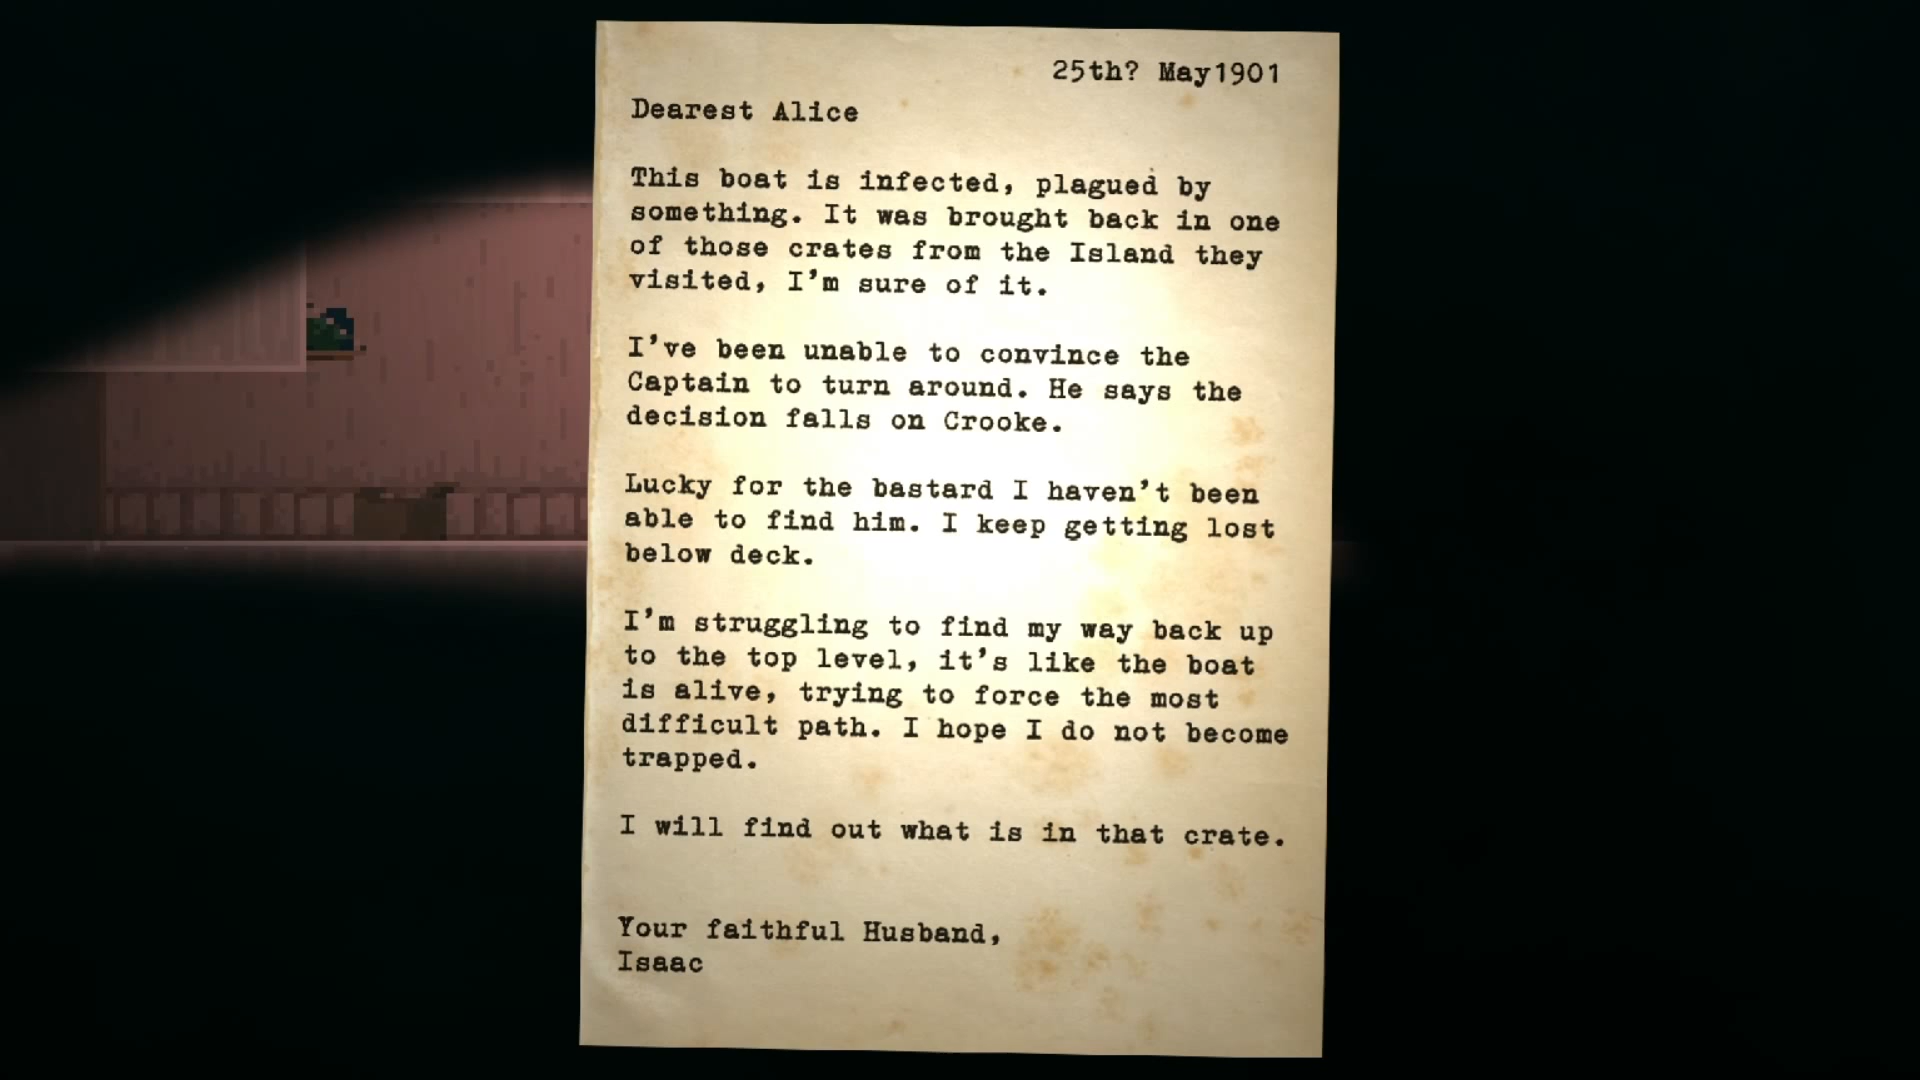 25th? May1901
Dearest Alice
This boat is infected, plagued by
something. It was brought back in one
of those crates from the Island they
visited, I'm sure of it.
I've been unable to convince the
Captain to turn around. He says the
decision falls on Crooke.
Lucky for the bastard I haven't been
able to find him. I keep getting lost
below deck.
I'm struggling to find my way back up
to the top level, it's like the boat
is alive, trying to force the most
difficult path. I hope I do not become
trapped.
I will find out what is in that crate.
Your faithful Husband,
Isaac